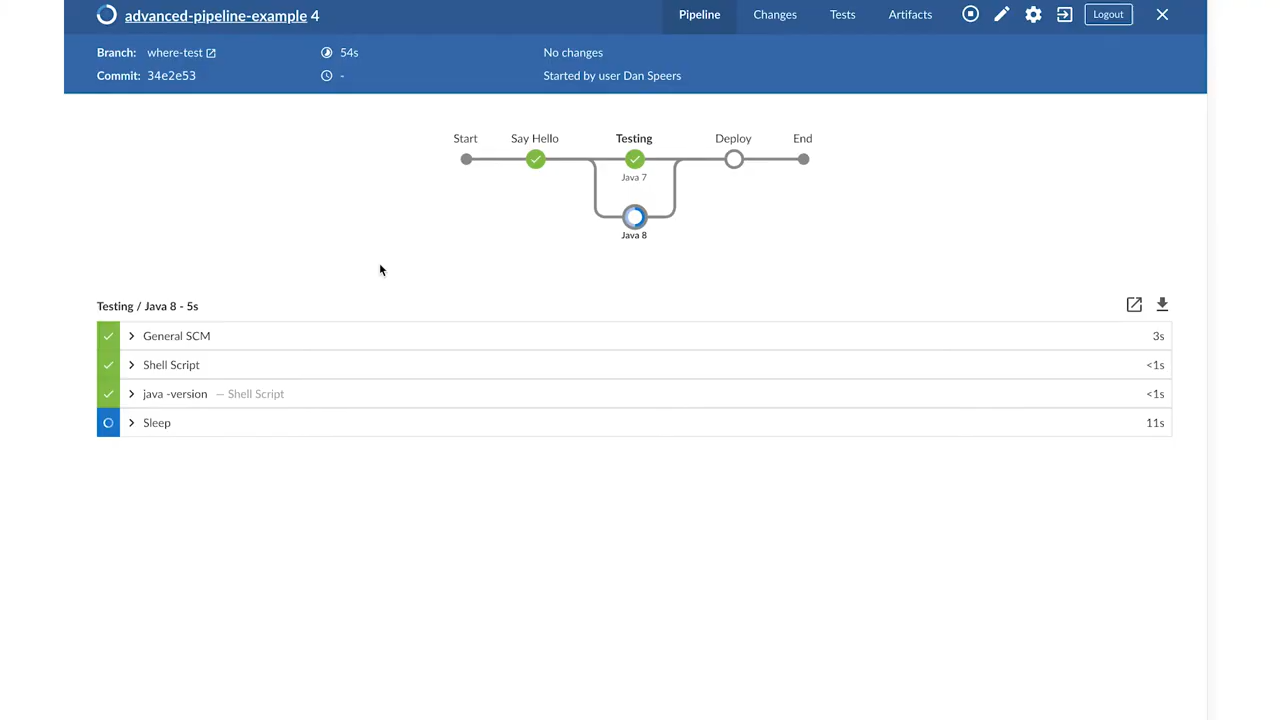 advanced-pipeline-example 4
Pipeline
Changes
Tests
Artifacts
Logout
Branch: where-test
54s
No changes
Commit: 34e2e53
-
Started by user Dan Speers
Start
Say Hello
Testing
Deploy
End
Java 7
Java 8
Testing / Java 8 - 5s
General SCM 3s
Shell Script <1s
java -version — Shell Script <1s
Sleep 11s